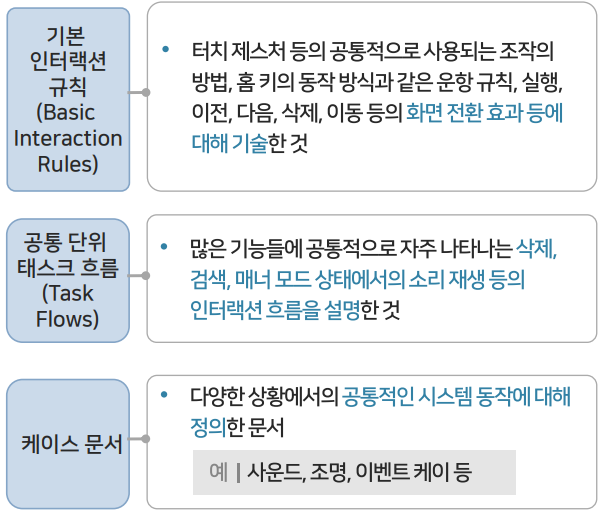 기본
인터랙션
규칙
(Basic
Interaction
Rules)
• 터치 제스처 등의 공통적으로 사용되는 조작의
방법, 홈 키의 동작 방식과 같은 운항 규칙, 실행,
이전, 다음, 삭제, 이동 등의 화면 전환 효과 등에
대해 기술한 것
공통 단위
태스크 흐름
(Task
Flows)
• 많은 기능들에 공통적으로 자주 나타나는 삭제,
검색, 매너 모드 상태에서의 소리 재생 등의
인터랙션 흐름을 설명한 것
케이스 문서
• 다양한 상황에서의 공통적인 시스템 동작에 대해
정의한 문서
예 | 사운드, 조명, 이벤트 케이 등